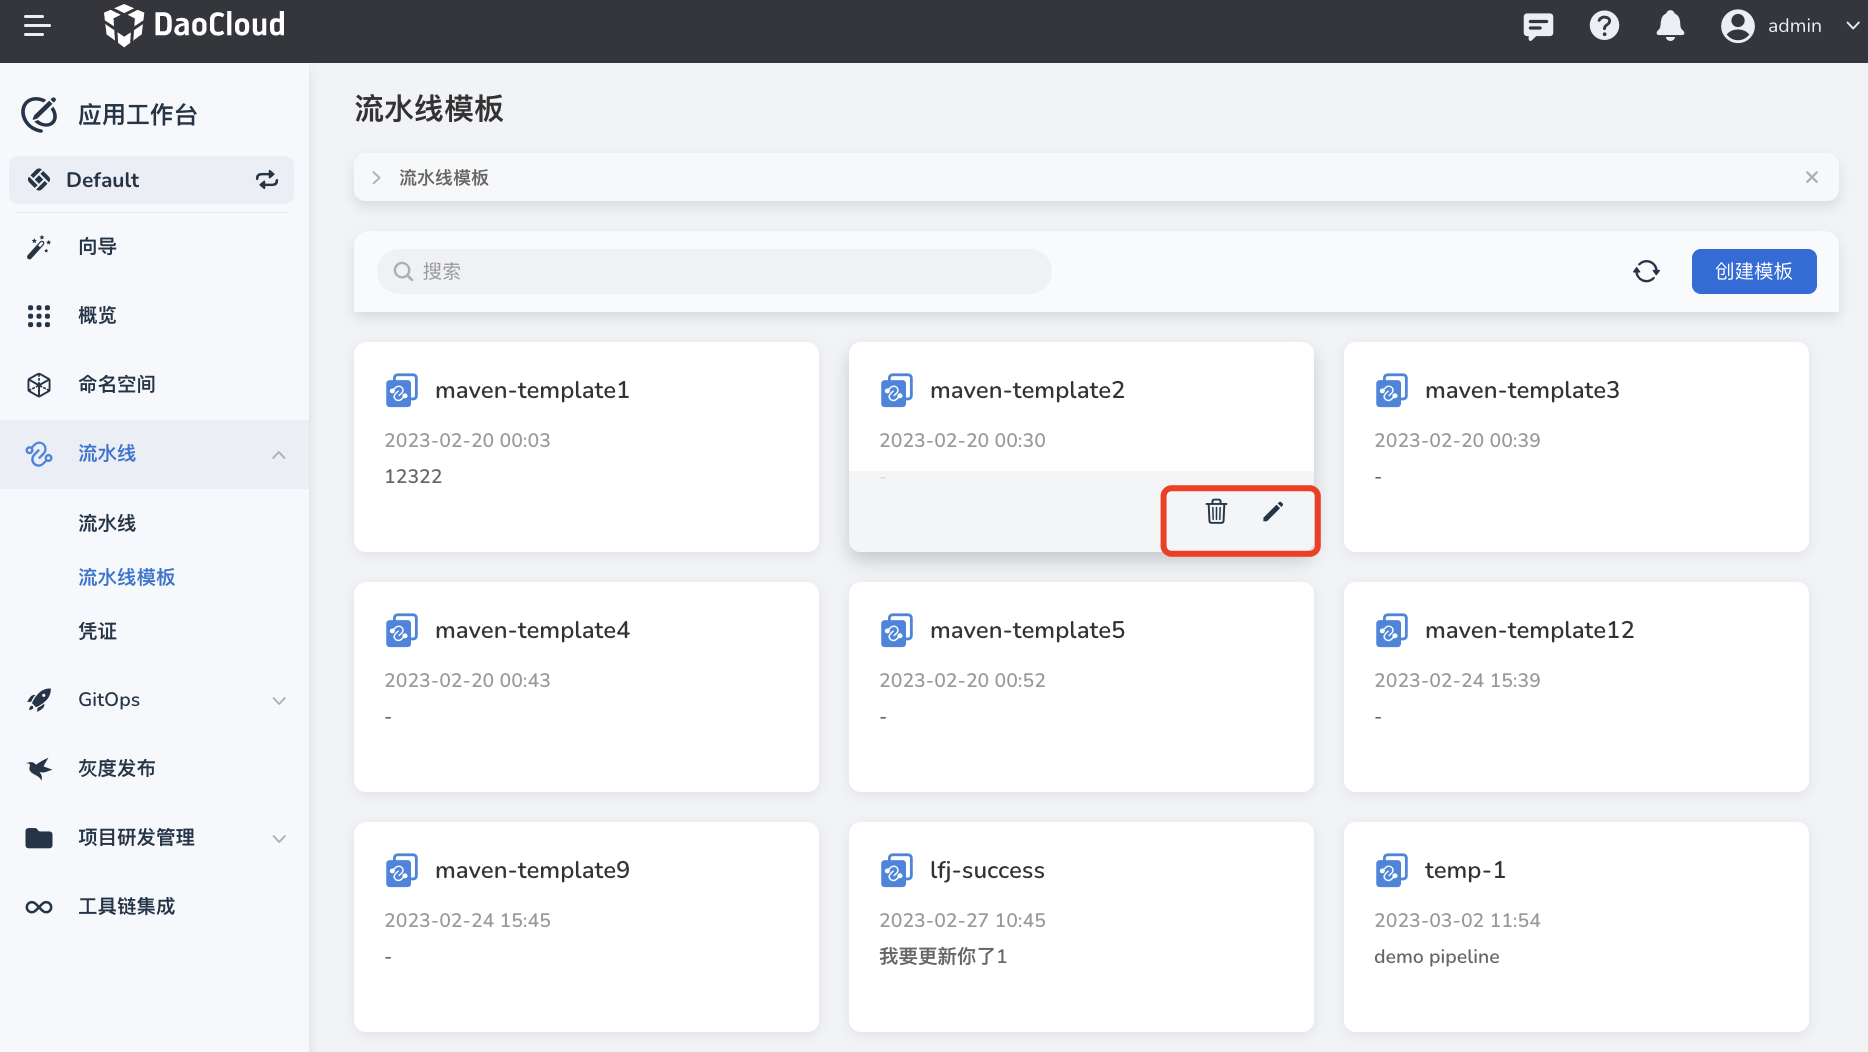 DaoCloud
admin
应用工作台
Default
向导
概览
命名空间
流水线
流水线
流水线模板
凭证
GitOps
灰度发布
项目研发管理
工具链集成
流水线模板
流水线模板
搜索
创建模板
maven-template1
2023-02-20 00:03
12322
maven-template2
2023-02-20 00:30
-
maven-template3
2023-02-20 00:39
-
maven-template4
2023-02-20 00:43
-
maven-template5
2023-02-20 00:52
-
maven-template12
2023-02-24 15:39
-
maven-template9
2023-02-24 15:45
-
lfj-success
2023-02-27 10:45
我要更新你了1
temp-1
2023-03-02 11:54
demo pipeline